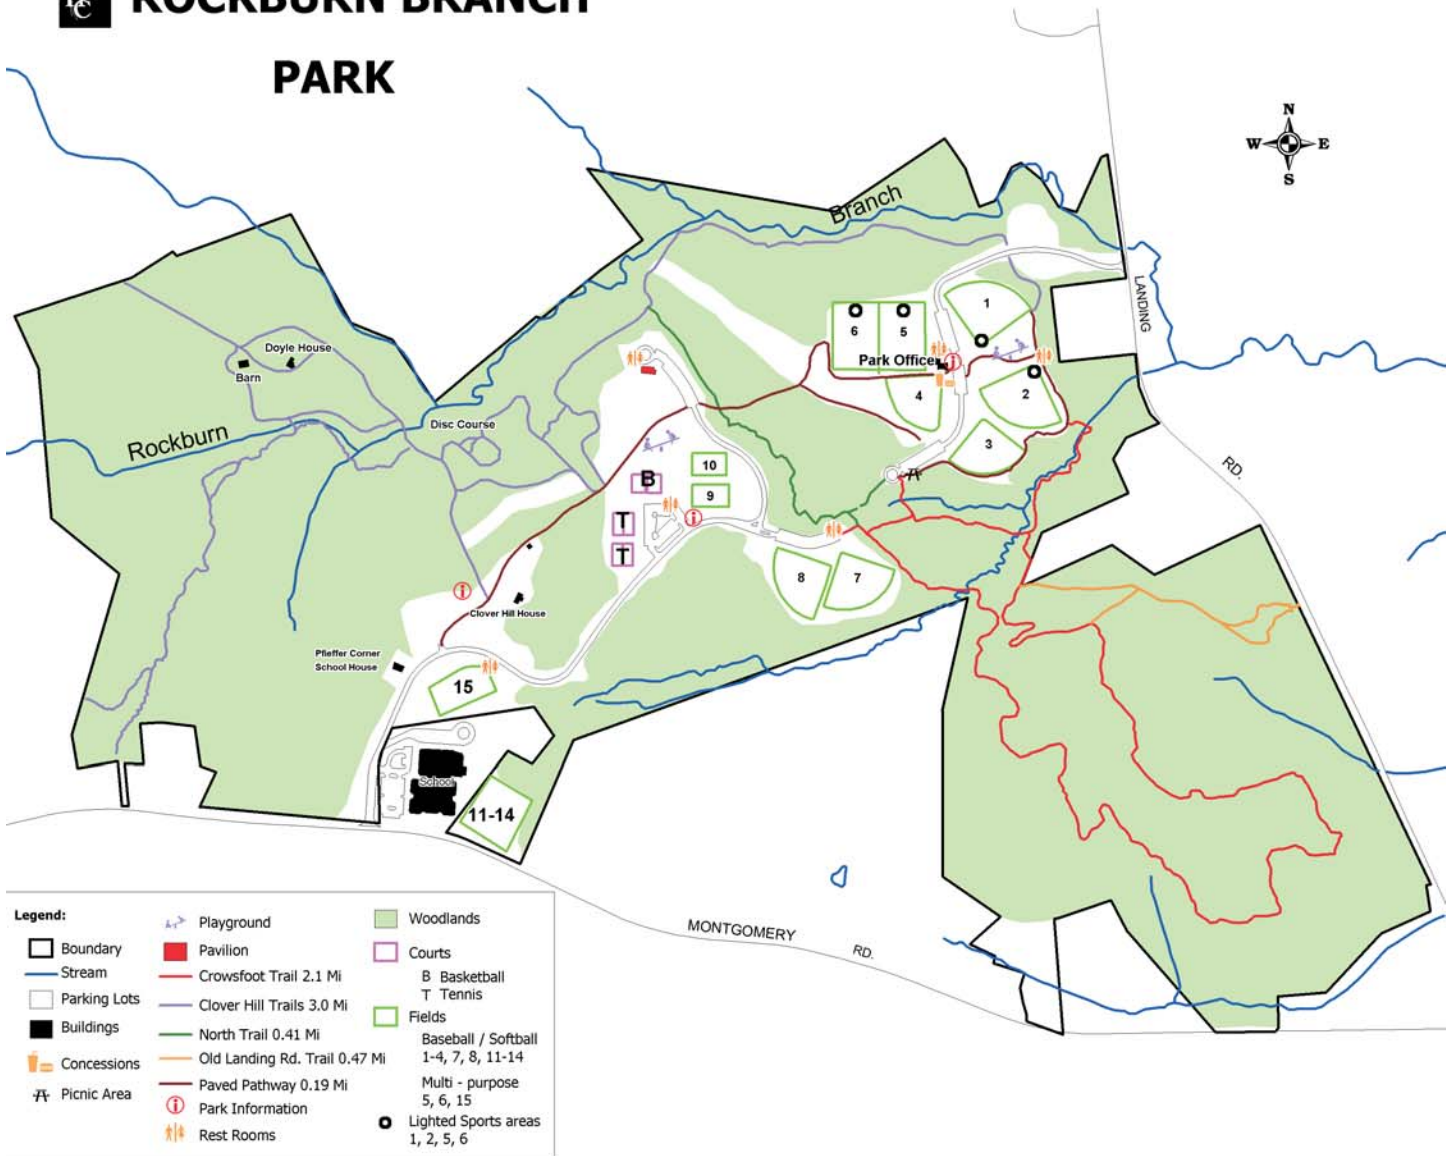 ROCKBURN BRANCH
PARK
N
W E
S
Branch
LANDING
1
6
5
Park Office
Doyle House
Barn
2
4
Disc Course
Rockburn
3
RD.
10
B
9
T
T
8
7
Clover Hill House
Pfieffer Corner
School House
15
School
11-14
MONTGOMERY
RD.
Legend:
Boundary
Stream
Parking Lots
Buildings
Concessions
Picnic Area
Playground
Pavilion
Crowsfoot Trail 2.1 Mi
Clover Hill Trails 3.0 Mi
North Trail 0.41 Mi
Old Landing Rd. Trail 0.47 Mi
Paved Pathway 0.19 Mi
Park Information
Rest Rooms
Woodlands
Courts
B Basketball
T Tennis
Fields
Baseball / Softball
1-4, 7, 8, 11-14
Multi - purpose
5, 6, 15
Lighted Sports areas
1, 2, 5, 6